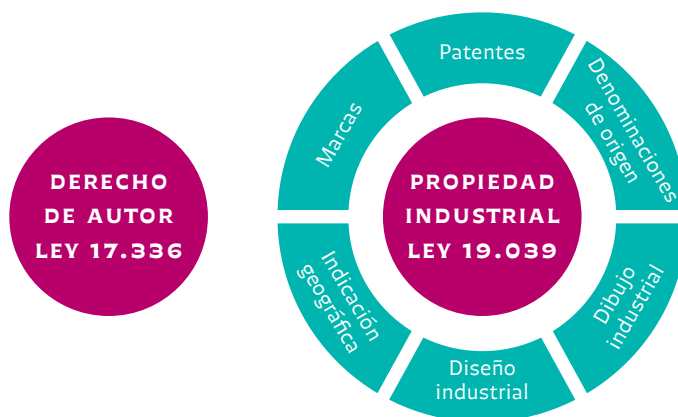 DERECHO
DE AUTOR
LEY 17.336
PROPIEDAD
INDUSTRIAL
LEY 19.039
Patentes
Denominaciones
de origen
Dibujo
industrial
Diseño
industrial
Indicación
geográfica
Marcas